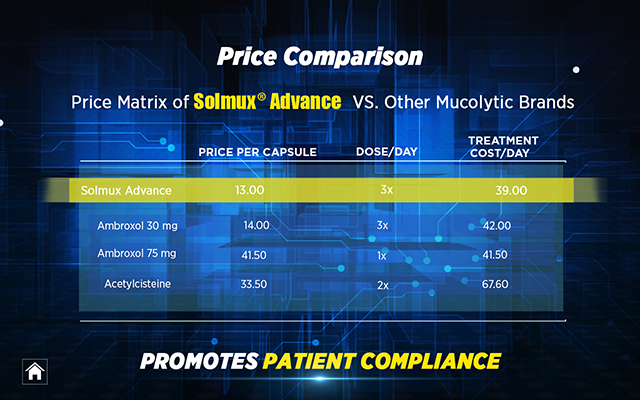 Price Comparison
Price Matrix of Solmux® Advance VS. Other Mucolytic Brands
PRICE PER CAPSULE DOSE/DAY TREATMENT COST/DAY
Solmux Advance 13.00 3x 39.00
Ambroxol 30 mg 14.00 3x 42.00
Ambroxol 75 mg 41.50 1x 41.50
Acetylcisteine 33.50 2x 67.60
PROMOTES PATIENT COMPLIANCE